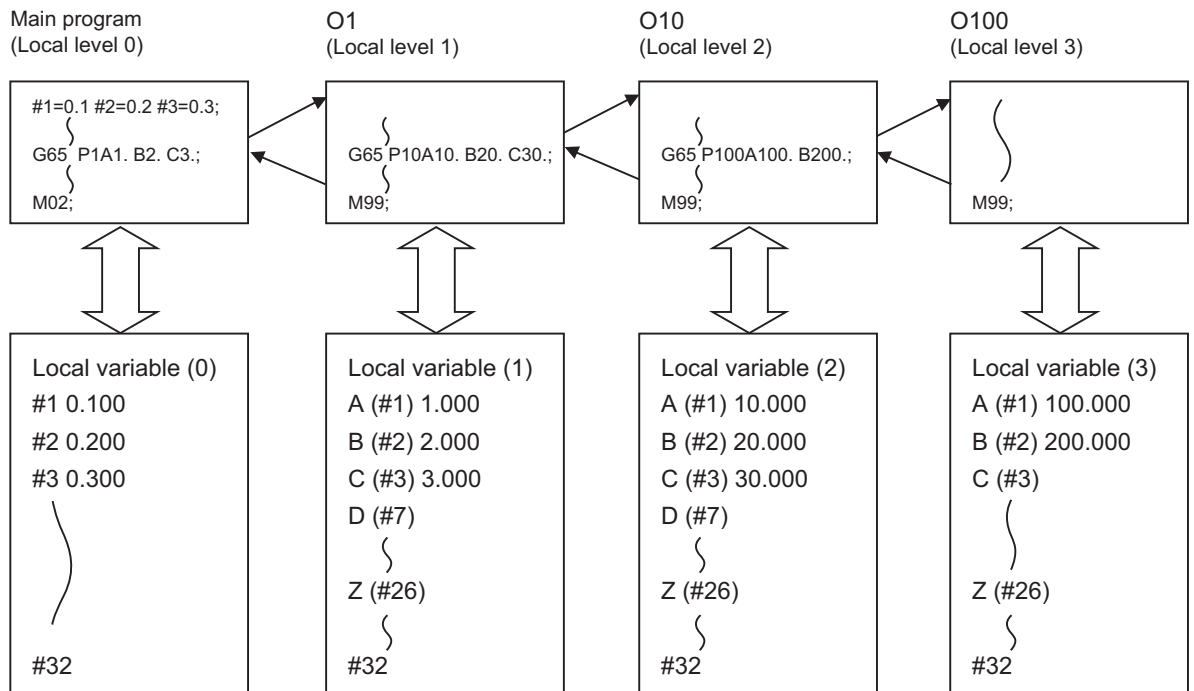 Main program
(Local level 0)
O1
(Local level 1)
O10
(Local level 2)
O100
(Local level 3)
#1=0.1 #2=0.2 #3=0.3;
G65 P1A1. B2. C3.;
M02;
G65 P10A10. B20. C30.;
M99;
G65 P100A100. B200.;
M99;
M99;
Local variable (0)
#1 0.100
#2 0.200
#3 0.300
#32
Local variable (1)
A (#1) 1.000
B (#2) 2.000
C (#3) 3.000
D (#7)
Z (#26)
#32
Local variable (2)
A (#1) 10.000
B (#2) 20.000
C (#3) 30.000
D (#7)
Z (#26)
#32
Local variable (3)
A (#1) 100.000
B (#2) 200.000
C (#3)
Z (#26)
#32